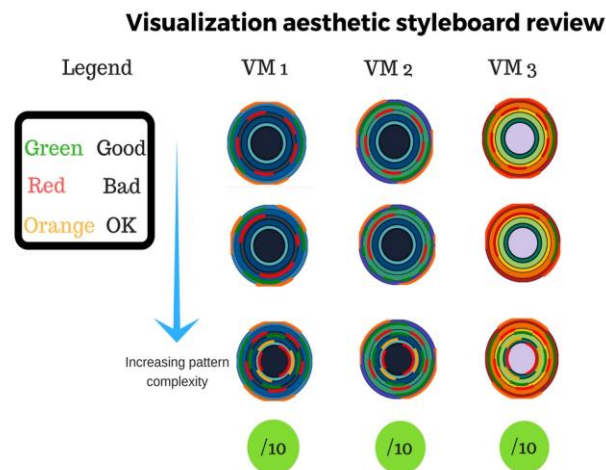 Visualization aesthetic styleboard review
Legend
VM 1
VM 2
VM 3
Green Good
Red Bad
Orange OK
Increasing pattern
complexity
/10
/10
/10